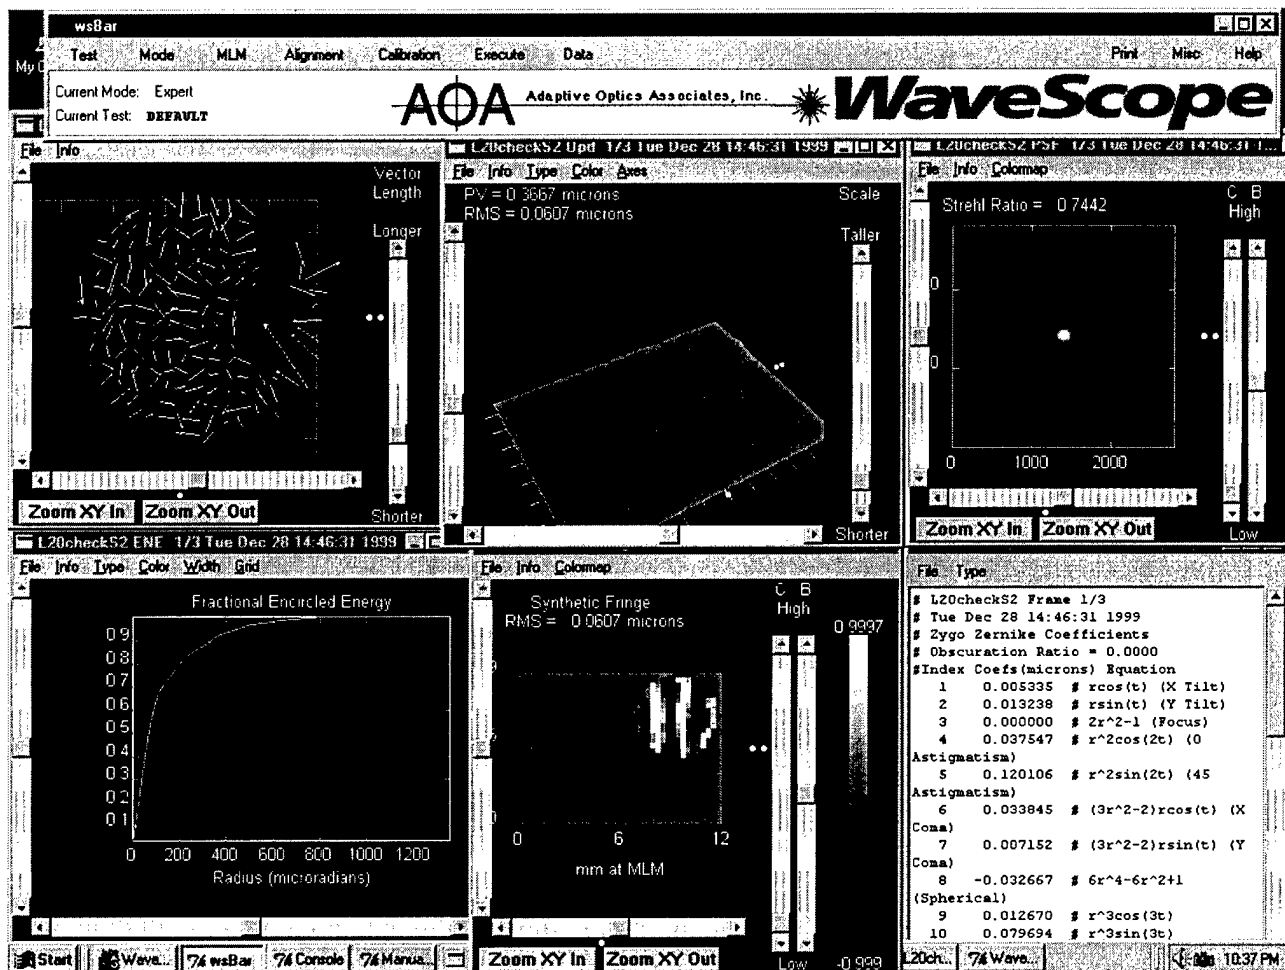 wsBar
My C
Test Mode MLM Alignment Calibration Execute Data Print Misc Help
Current Mode: Expert
Current Test: DEFAULT
AOA Adaptive Optics Associates, Inc. WaveScope
File Info
Vector
Length
Longer
Shorter
Zoom XY In Zoom XY Out
L20checkS2 Opd 1/3 Tue Dec 28 14:46:31 1999
File Info Type Color Axes
PV = 0.3667 microns
RMS = 0.0607 microns
Scale
Taller
Shorter
L20checkS2 PSF 1/3 Tue Dec 28 14:46:31 1...
File Info Colormap
Strehl Ratio = 0.7442
C B
High
0
0
0 1000 2000
Zoom XY In Zoom XY Out
Low
L20checkS2 ENE 1/3 Tue Dec 28 14:46:31 1999
File Info Type Color Width Grid
Fractional Encircled Energy
0.9
0.8
0.7
0.6
0.5
0.4
0.3
0.2
0.1
0 200 400 600 800 1000 1200
Radius (microradians)
File Info Colormap
Synthetic Fringe
RMS = 0.0607 microns
C B
High
0.9997
0 6 12
mm at MLM
Zoom XY In Zoom XY Out
Low
-0.999
File Type
# L20checkS2 Frame 1/3
# Tue Dec 28 14:46:31 1999
# Zygo Zernike Coefficients
# Obscuration Ratio = 0.0000
#Index Coefs(microns) Equation
1 0.005335 # rcos(t) (X Tilt)
2 0.013238 # rsin(t) (Y Tilt)
3 0.000000 # 2r^2-1 (Focus)
4 0.037547 # r^2cos(2t) (0
Astigmatism)
5 0.120106 # r^2sin(2t) (45
Astigmatism)
6 0.033845 # (3r^2-2)rcos(t) (X
Coma)
7 0.007152 # (3r^2-2)rsin(t) (Y
Coma)
8 -0.032667 # 6r^4-6r^2+1
(Spherical)
9 0.012670 # r^3cos(3t)
10 0.079694 # r^3sin(3t)
Start Wave... wsBar Console Manua... L20ch... Wave... 10:37 PM